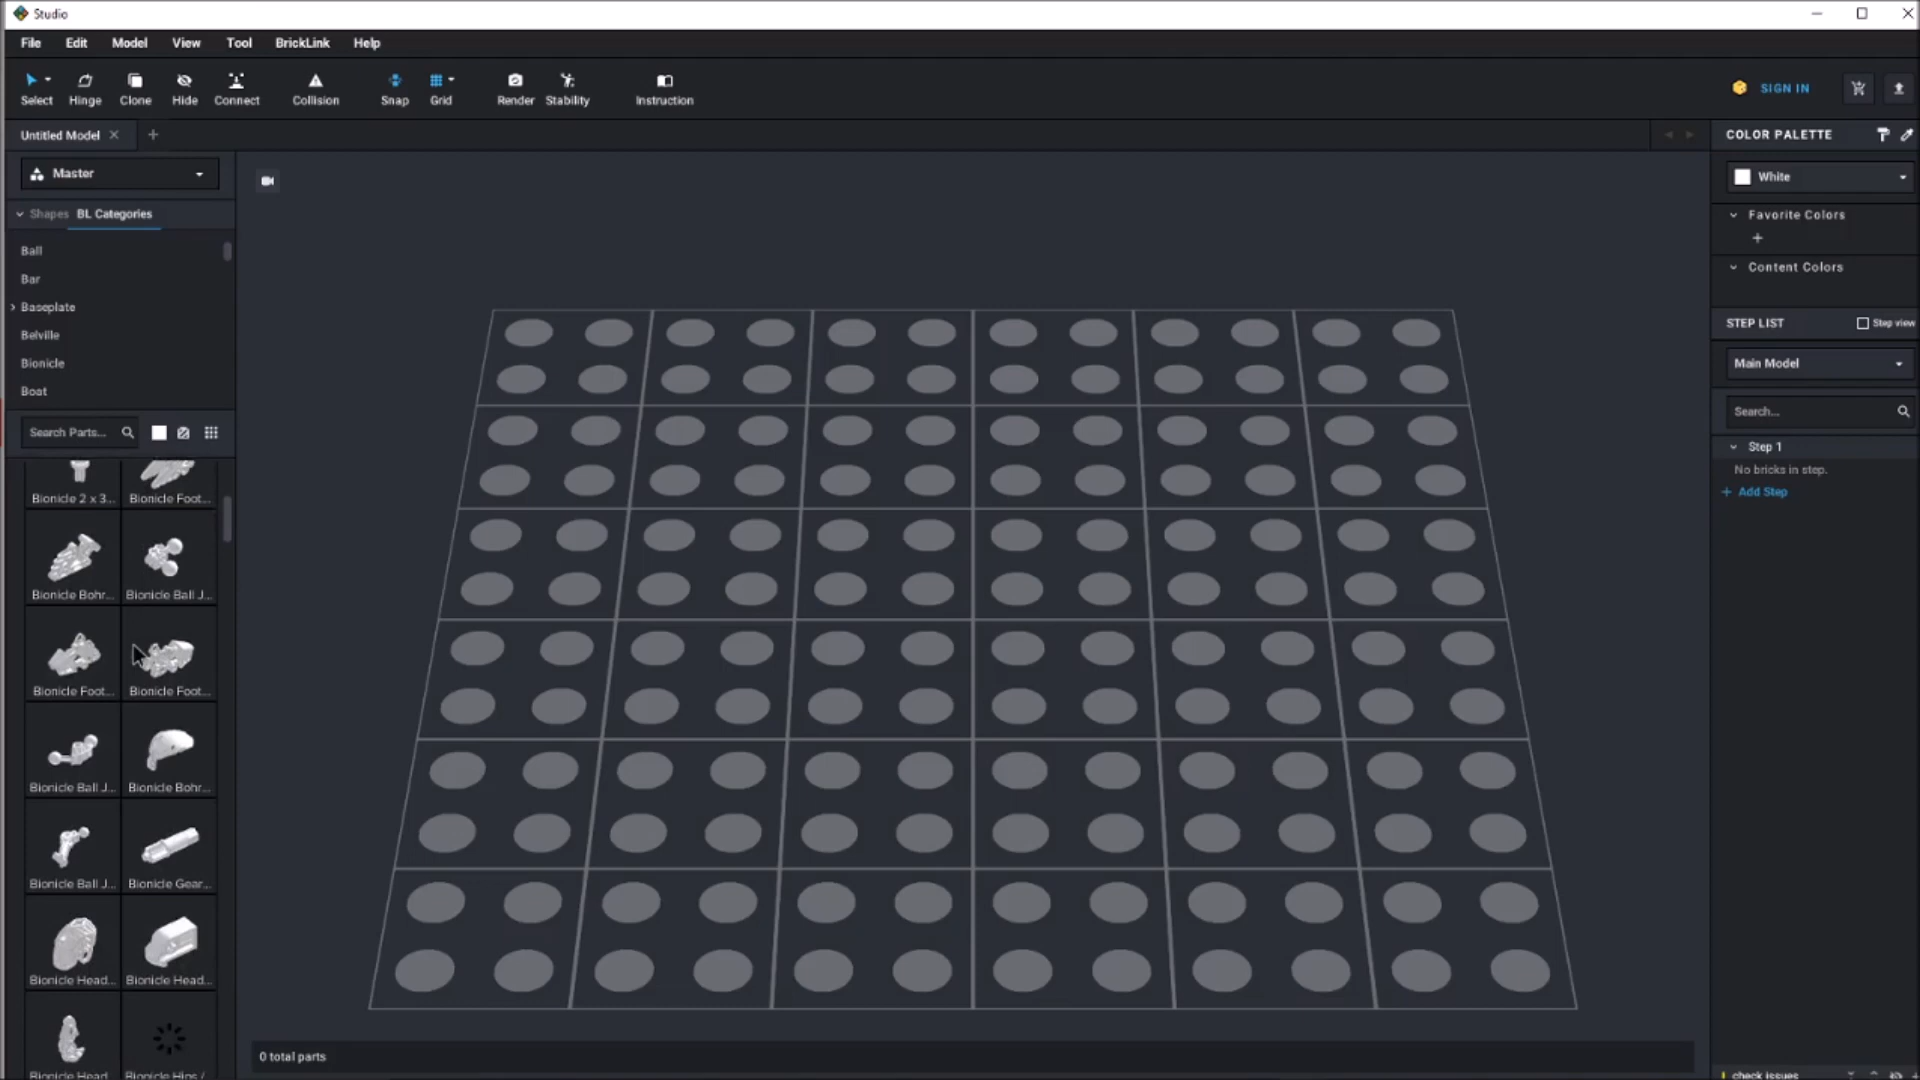 Studio
File Edit Model View Tool BrickLink Help
Select Hinge Clone Hide Connect Collision Snap Grid Render Stability Instruction
SIGN IN
Untitled Model
COLOR PALETTE
Master
White
Shapes BL Categories
Favorite Colors
Ball
Bar
Content Colors
Baseplate
STEP LIST Step view
Belville
Bionicle
Main Model
Boat
Search...
Search Parts...
Step 1
No bricks in step.
+ Add Step
Bionicle 2 x 3... Bionicle Foot...
Bionicle Bohr... Bionicle Ball J...
Bionicle Foot... Bionicle Foot...
Bionicle Ball J... Bionicle Bohr...
Bionicle Ball J... Bionicle Gear...
Bionicle Head... Bionicle Head...
0 total parts
Bionicle Head Bionicle Hips /
check issues